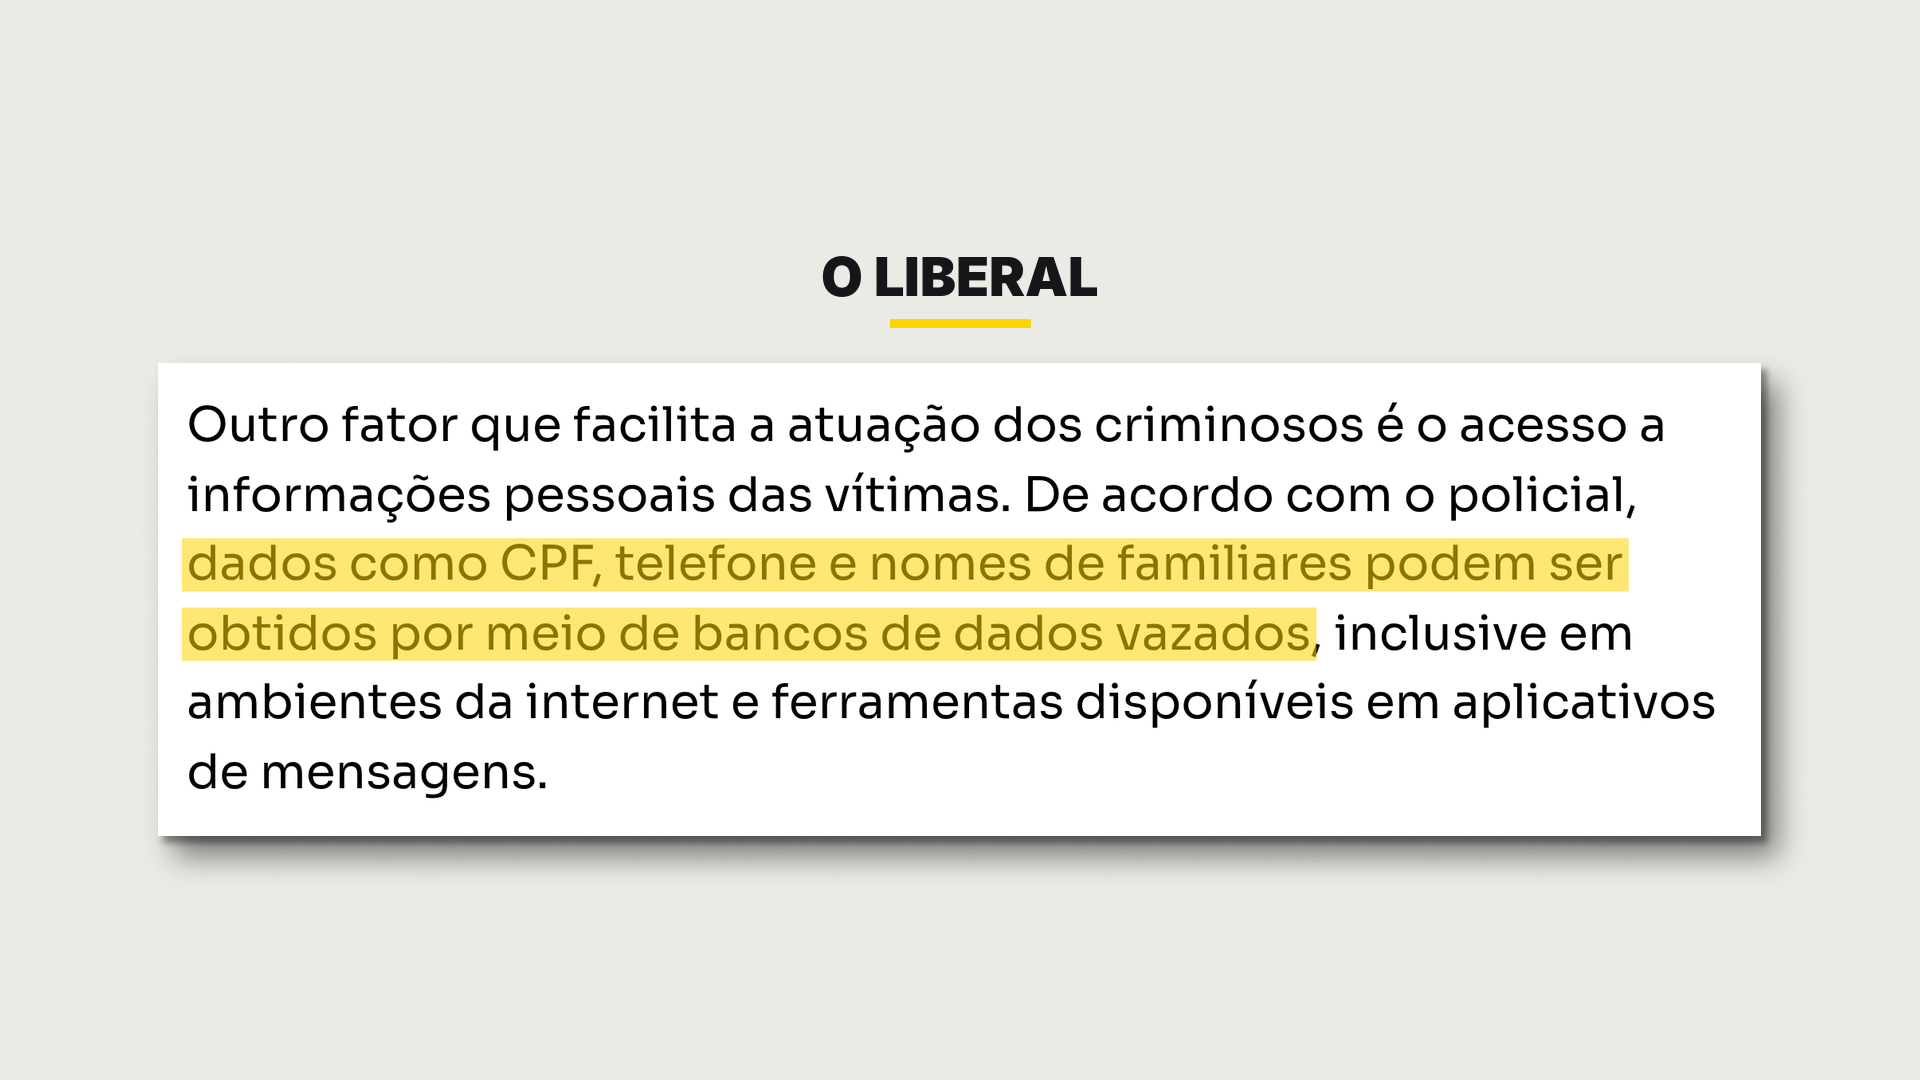 O LIBERAL
Outro fator que facilita a atuação dos criminosos é o acesso a
informações pessoais das vítimas. De acordo com o policial,
dados como CPF, telefone e nomes de familiares podem ser
obtidos por meio de bancos de dados vazados, inclusive em
ambientes da internet e ferramentas disponíveis em aplicativos
de mensagens.